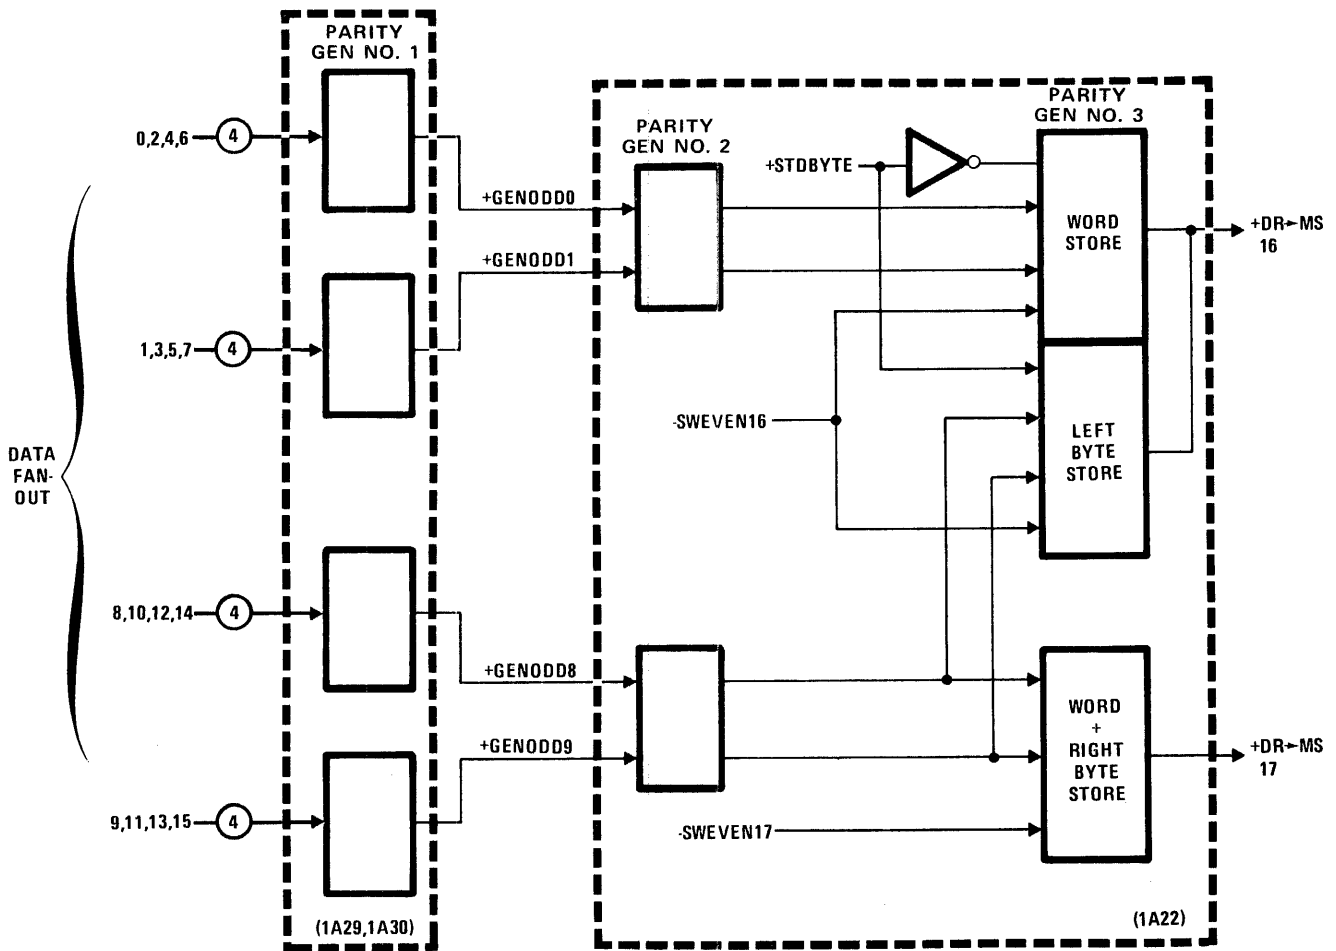 PARITY
GEN NO. 1
0,2,4,6
4
1,3,5,7
4
DATA
FAN-
OUT
8,10,12,14
4
9,11,13,15
4
(1A29,1A30)
+GENODD0
+GENODD1
+GENODD8
+GENODD9
PARITY
GEN NO. 2
+STDBYTE
-SWEVEN16
-SWEVEN17
PARITY
GEN NO. 3
WORD
STORE
LEFT
BYTE
STORE
WORD
+
RIGHT
BYTE
STORE
(1A22)
+DR→MS
16
+DR→MS
17